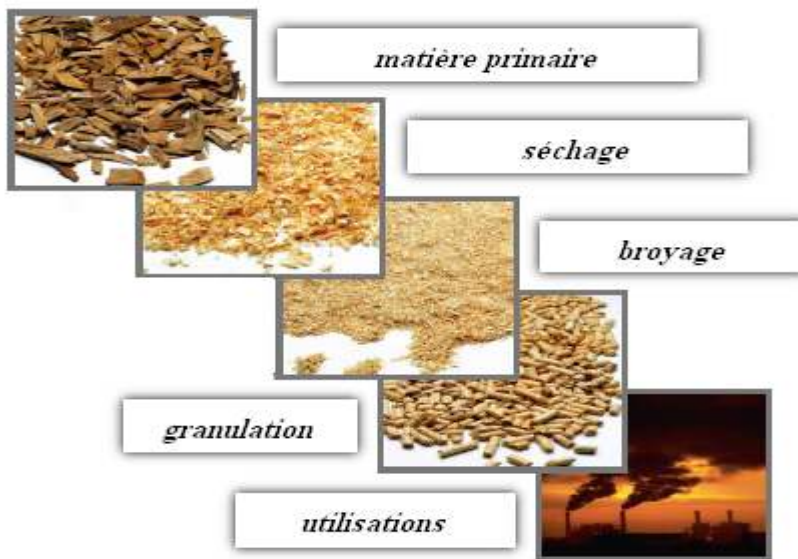 matière primaire
séchage
broyage
granulation
utilisations